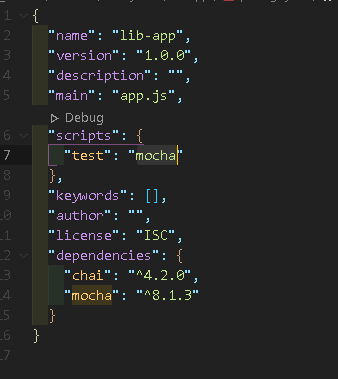 1 {
2 "name": "lib-app",
3 "version": "1.0.0",
4 "description": "",
5 "main": "app.js",
Debug
6 "scripts": {
7 "test": "mocha"
8 },
9 "keywords": [],
10 "author": "",
11 "license": "ISC",
12 "dependencies": {
13 "chai": "^4.2.0",
14 "mocha": "^8.1.3"
15 }
16 }
17